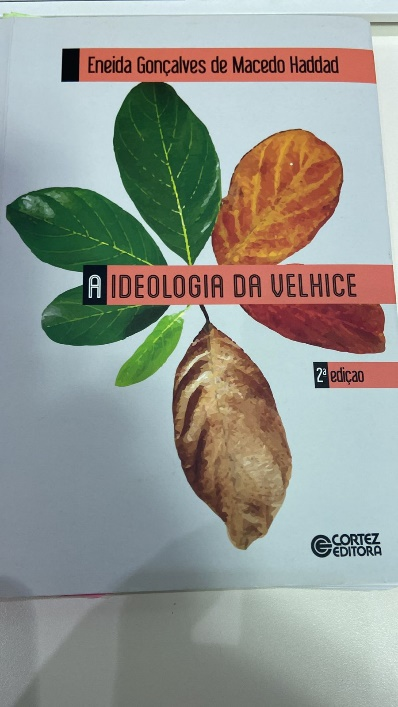 Eneida Gonçalves de Macedo Haddad
A IDEOLOGIA DA VELHICE
2ª edição
CORTEZ
EDITORA